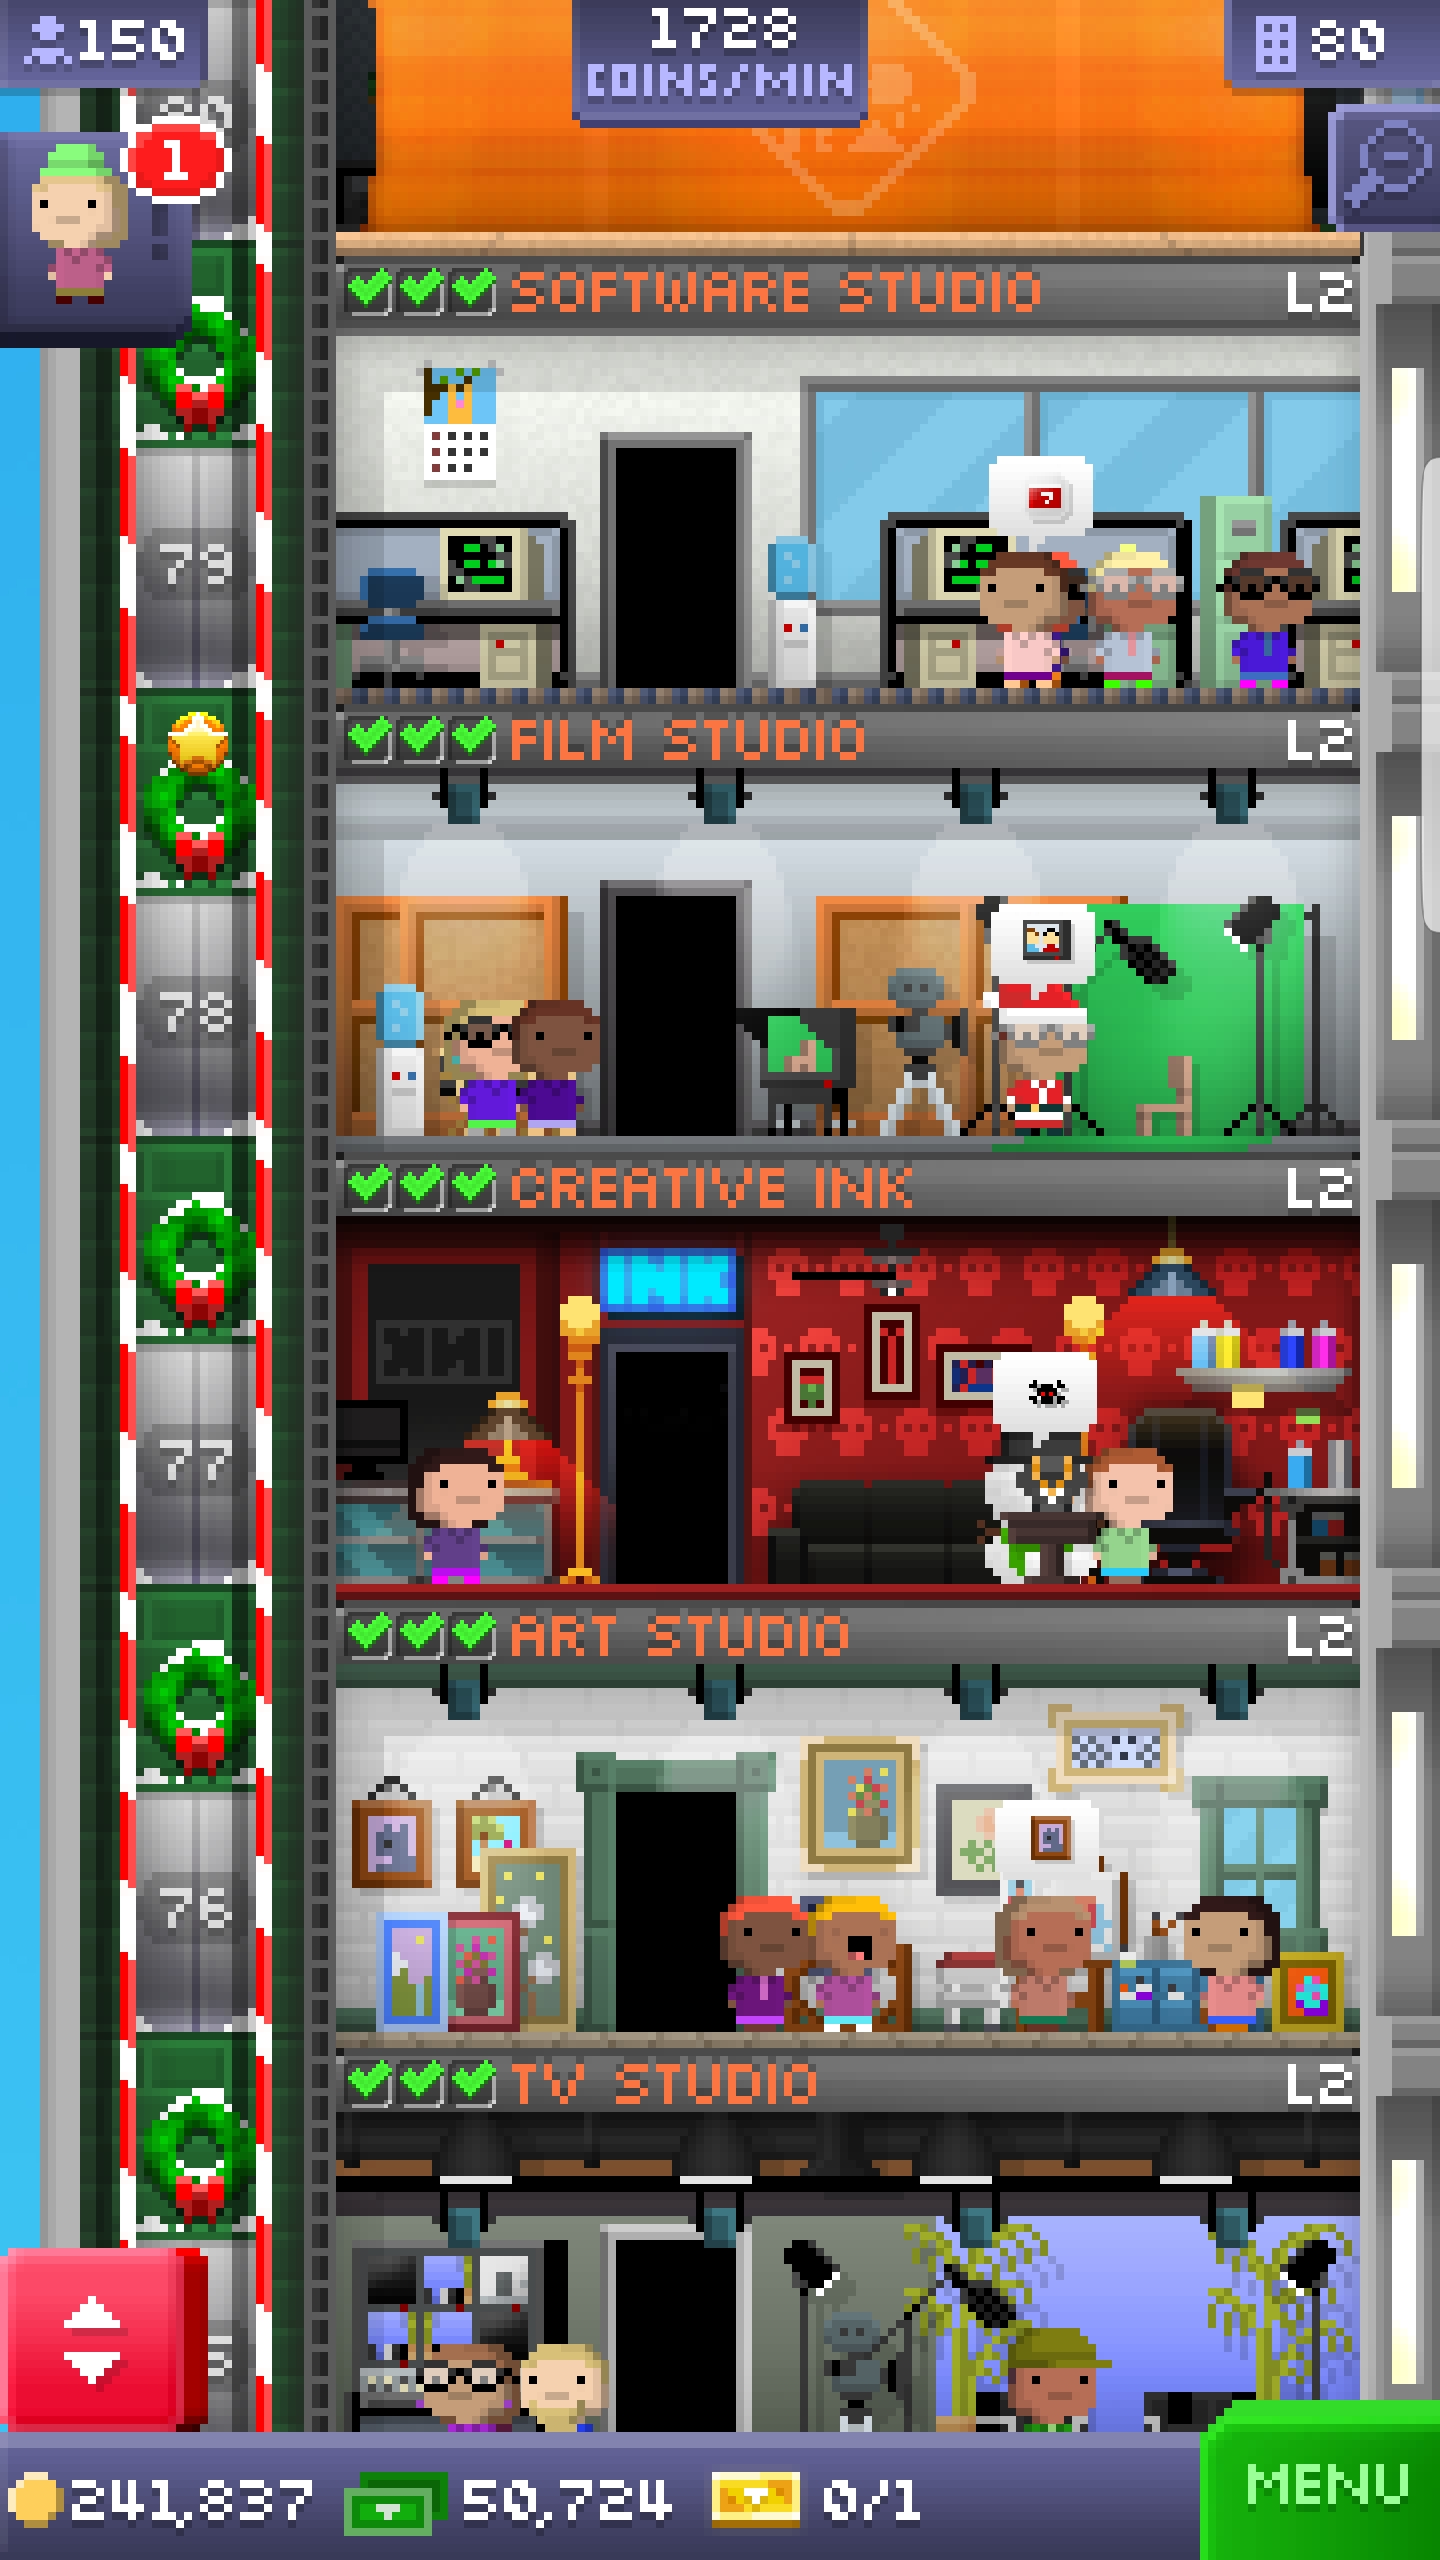 150
1728
COINS/MIN
80
1
SOFTWARE STUDIO L2
79
FILM STUDIO L2
78
CREATIVE INK L2
INK
77
ART STUDIO L2
76
TV STUDIO L2
241,837 50,724 0/1
MENU